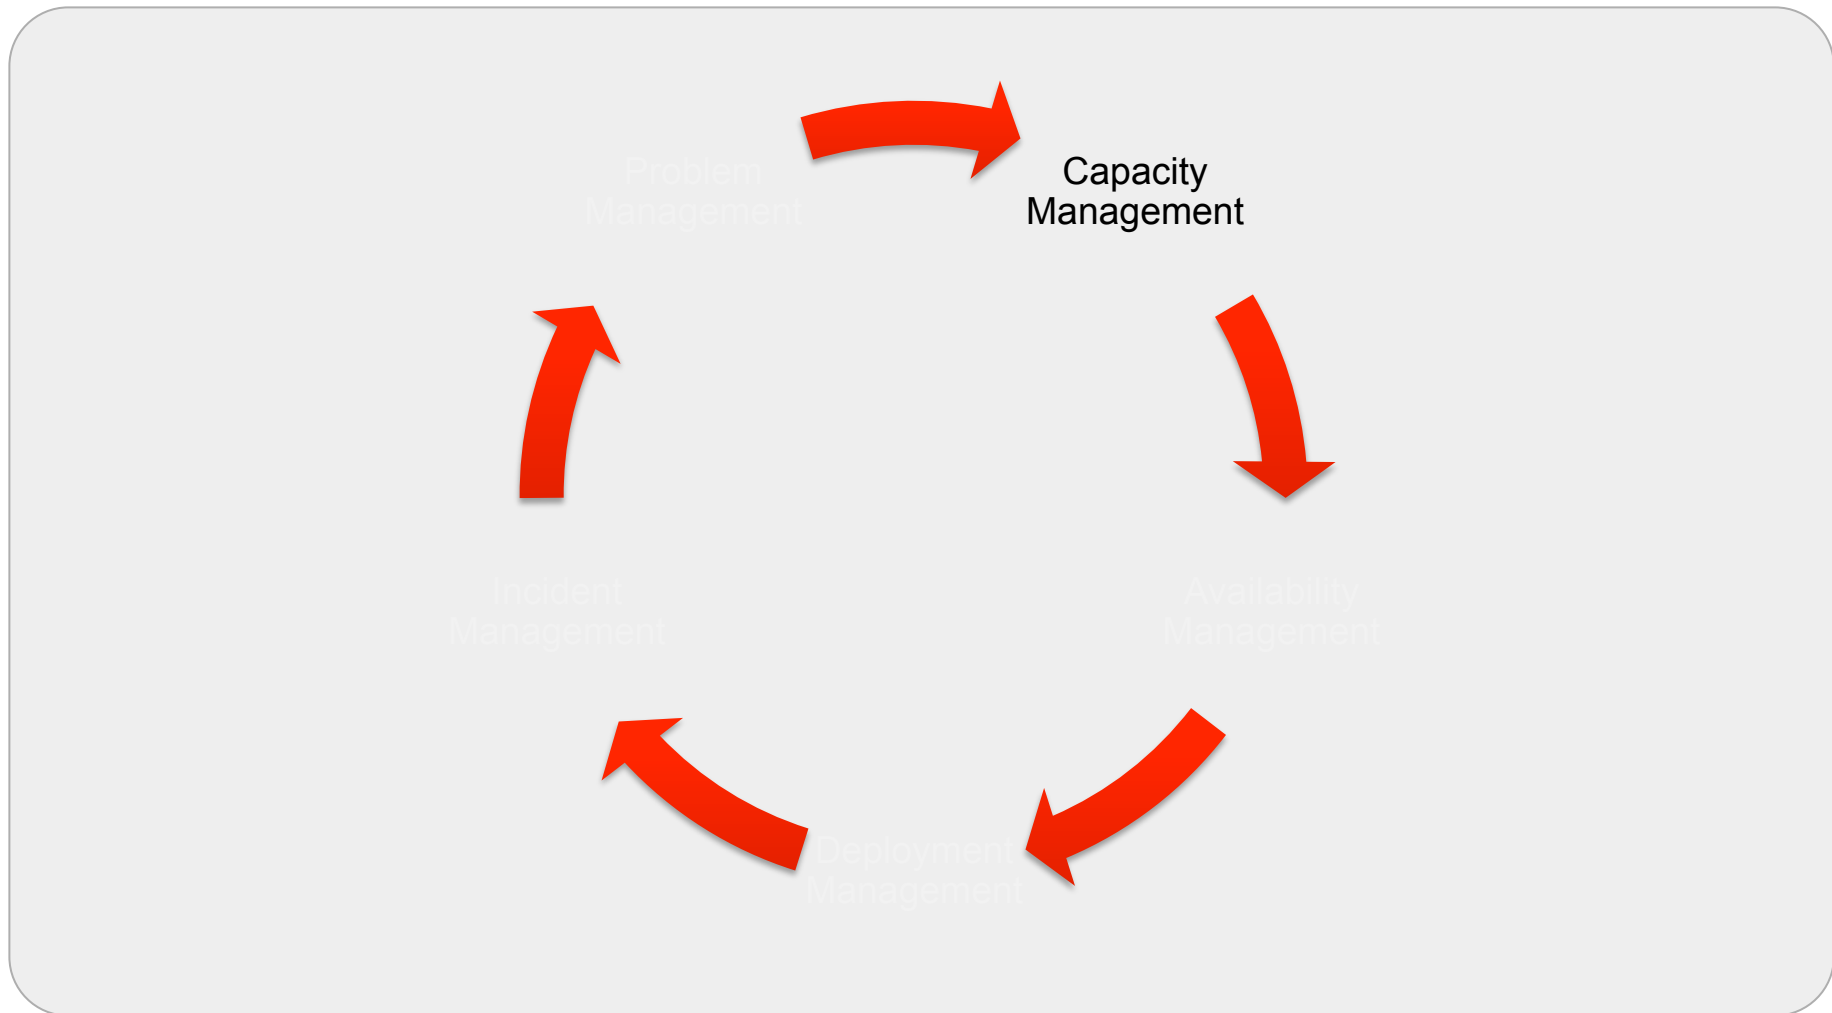 Problem
Management
Capacity
Management
Incident
Management
Availability
Management
Deployment
Management